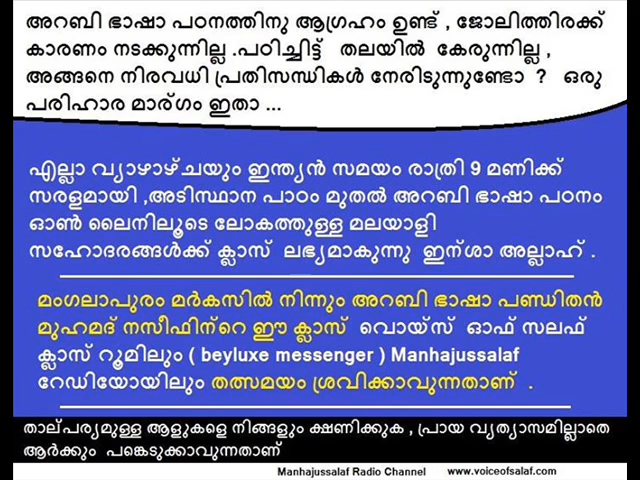 അറബി ഭാഷാ പഠനത്തിനു ആഗ്രഹം ഉണ്ട് , ജോലിത്തിരക്ക്
കാരണം നടക്കുന്നില്ല .പഠിച്ചിട്ട് തലയിൽ കേരുന്നില്ല ,
അങ്ങനെ നിരവധി പ്രതിസന്ധികൾ നേരിടുന്നുണ്ടോ ? ഒരു
പരിഹാര മാര്ഗം ഇതാ ...
എല്ലാ വ്യാഴാഴ്ചയും ഇന്ത്യൻ സമയം രാത്രി 9 മണിക്ക്
സരളമായി ,അടിസ്ഥാന പാഠം മുതൽ അറബി ഭാഷാ പഠനം
ഓൺ ലൈനിലൂടെ ലോകത്തുള്ള മലയാളി
സഹോദരങ്ങൾക്ക് ക്ലാസ് ലഭ്യമാകുന്നു ഇന്ശാ അല്ലാഹ് .
മംഗലാപുരം മർകസിൽ നിന്നും അറബി ഭാഷാ പണ്ഡിതൻ
മുഹമദ് നസീഫിന്റെ ഈ ക്ലാസ് വൊയ്സ് ഓഫ് സലഫ്
ക്ലാസ് റൂമിലും ( beyluxe messenger ) Manhajussalaf
റേഡിയോയിലും തത്സമയം ശ്രവിക്കാവുന്നതാണ് .
താല്പര്യമുള്ള ആളുകളെ നിങ്ങളും ക്ഷണിക്കുക , പ്രായ വ്യത്യാസമില്ലാതെ
ആർക്കും പങ്കെടുക്കാവുന്നതാണ്
Manhajussalaf Radio Channel www.voiceofsalaf.com